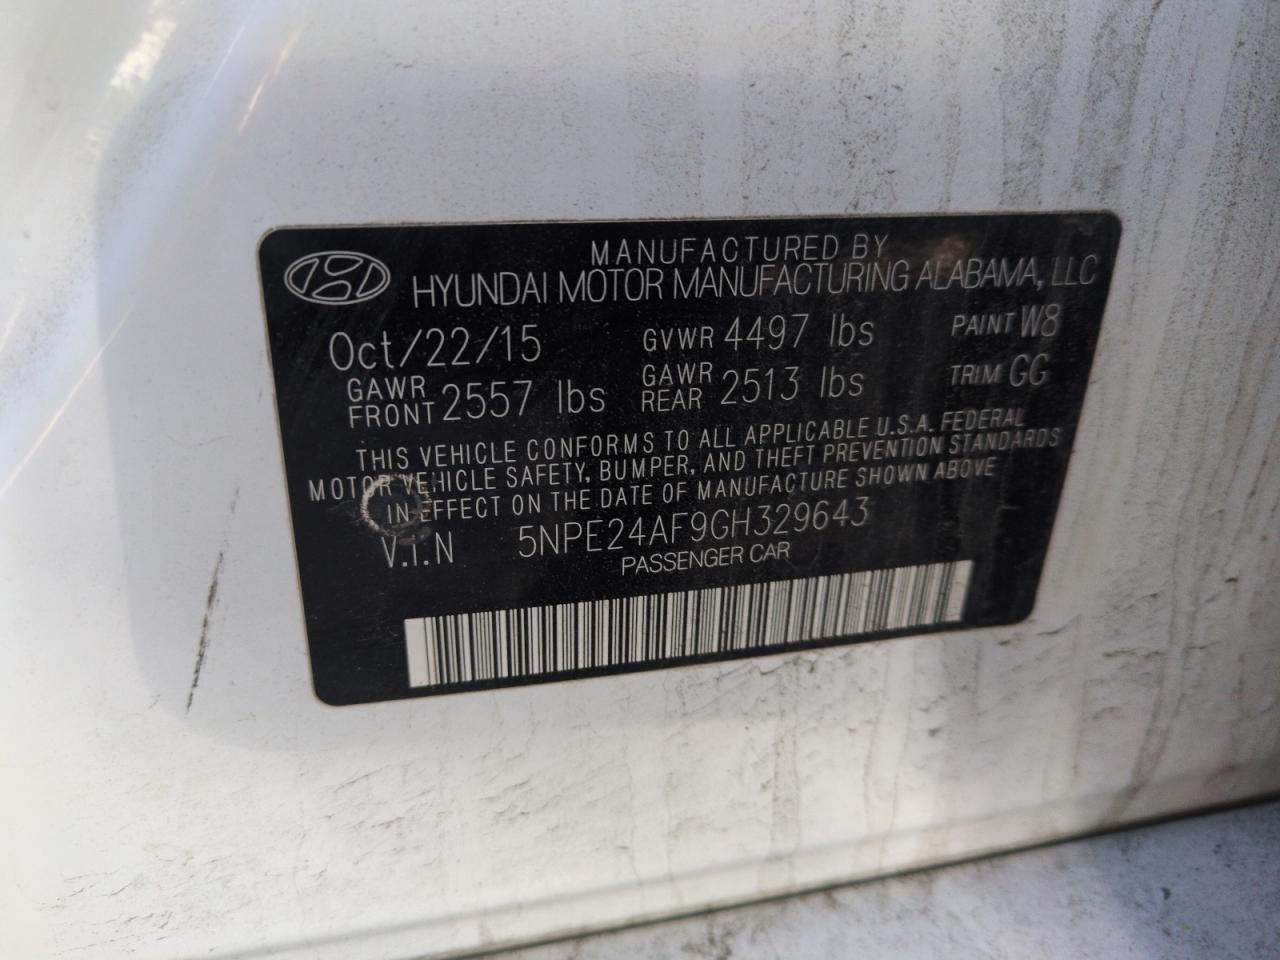 MANUFACTURED BY
HYUNDAI MOTOR MANUFACTURING ALABAMA, LLC
Oct/22/15 GVWR 4497 lbs PAINT W8
GAWR FRONT 2557 lbs GAWR REAR 2513 lbs TRIM GG
THIS VEHICLE CONFORMS TO ALL APPLICABLE U.S.A. FEDERAL
MOTOR VEHICLE SAFETY, BUMPER, AND THEFT PREVENTION STANDARDS
IN EFFECT ON THE DATE OF MANUFACTURE SHOWN ABOVE
V.I.N 5NPE24AF9GH329643
PASSENGER CAR